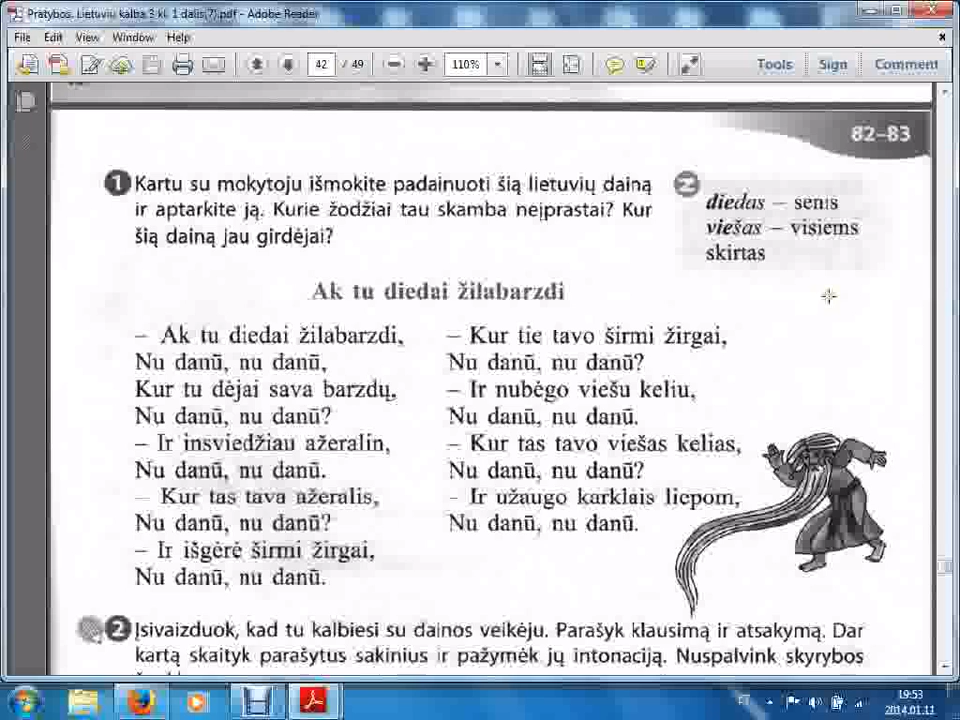 Pratybos. Lietuvių kalba 3 kl. 1 dalis(7).pdf - Adobe Reader
File Edit View Window Help
42 / 49 110% Tools Sign Comment
82–83
1 Kartu su mokytoju išmokite padainuoti šią lietuvių dainą
ir aptarkite ją. Kurie žodžiai tau skamba neįprastai? Kur
šią dainą jau girdėjai?
diedas – senis
viešas – visiems
skirtas
Ak tu diedai žilabarzdi
– Ak tu diedai žilabarzdi,
Nu danū, nu danū,
Kur tu dėjai sava barzdų,
Nu danū, nu danū?
– Ir insviedžiau ažeralin,
Nu danū, nu danū.
– Kur tas tava ažeralis,
Nu danū, nu danū?
– Ir išgėrė širmi žirgai,
Nu danū, nu danū.
– Kur tie tavo širmi žirgai,
Nu danū, nu danū?
– Ir nubėgo viešu keliu,
Nu danū, nu danū.
– Kur tas tavo viešas kelias,
Nu danū, nu danū?
– Ir užaugo karklais liepom,
Nu danū, nu danū.
2 Įsivaizduok, kad tu kalbiesi su dainos veikėju. Parašyk klausimą ir atsakymą. Dar
kartą skaityk parašytus sakinius ir pažymėk jų intonaciją. Nuspalvink skyrybos
19:53
2014.01.11